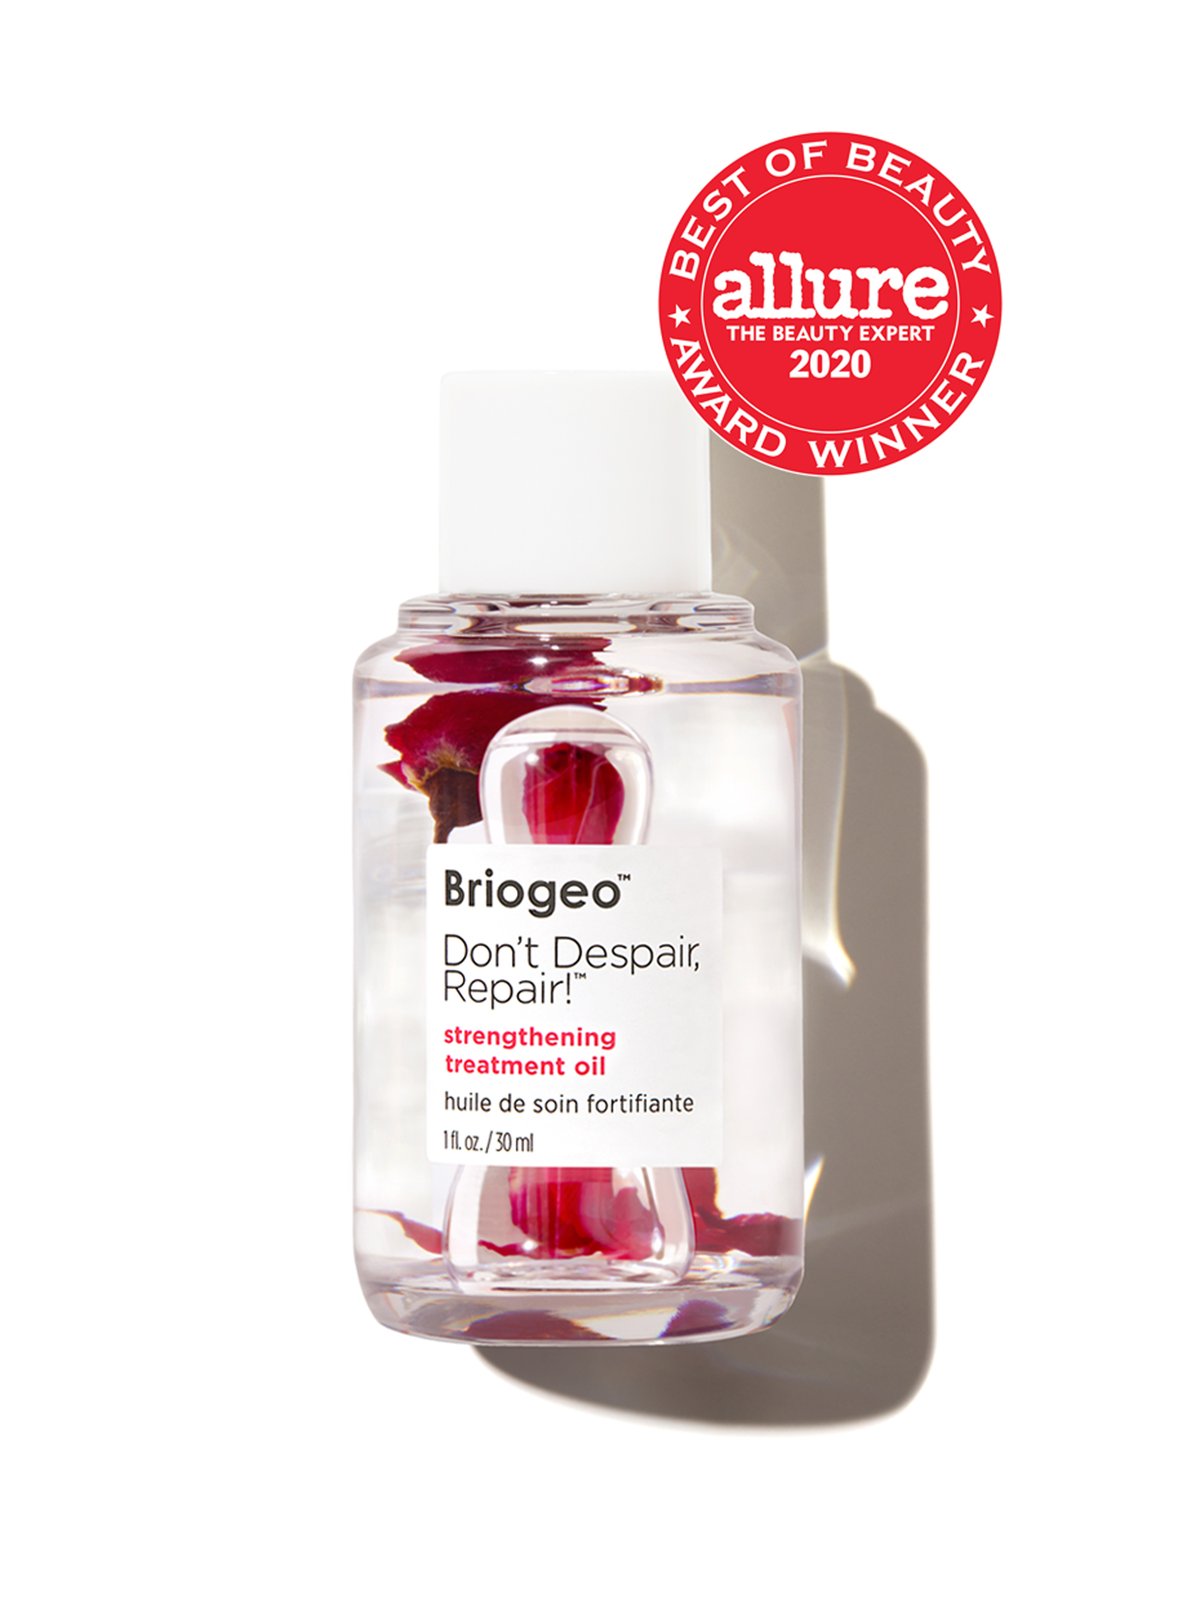 BEST OF BEAUTY
allure
THE BEAUTY EXPERT
2020
AWARD WINNER
Briogeo™
Don't Despair,
Repair!™
strengthening
treatment oil
huile de soin fortifiante
1 fl. oz. / 30 ml